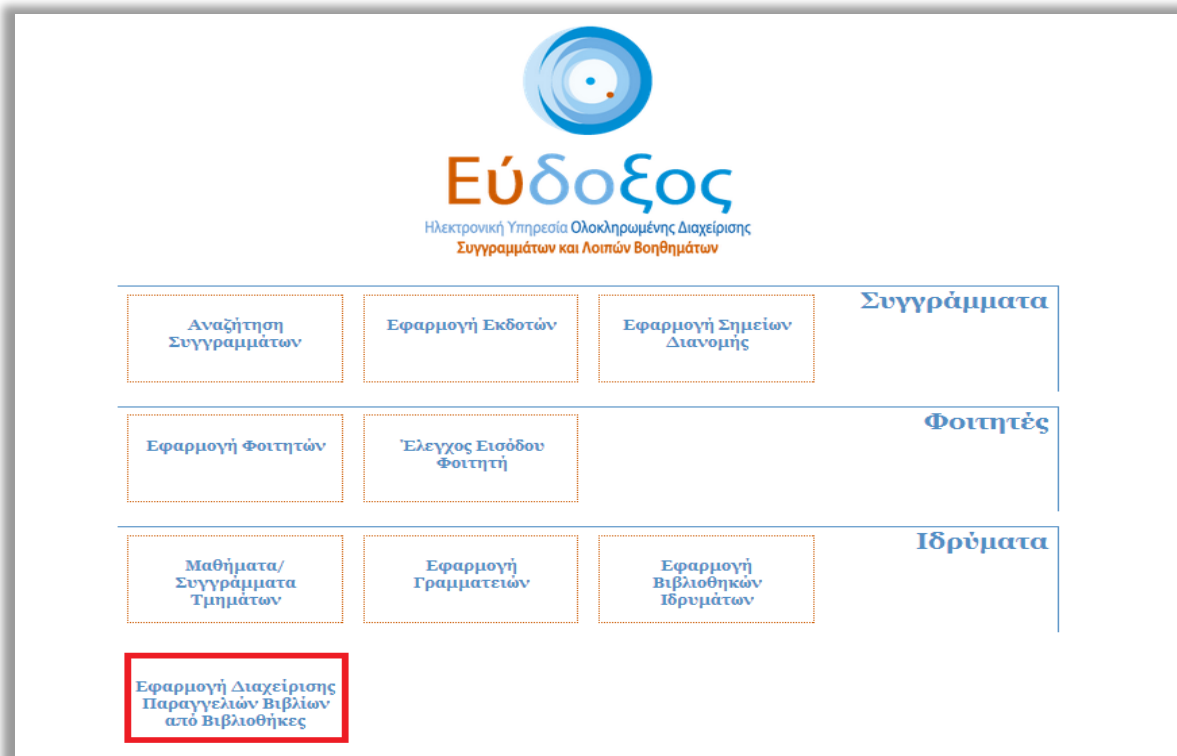 Εύδοξος
Ηλεκτρονική Υπηρεσία Ολοκληρωμένης Διαχείρισης
Συγγραμμάτων και Λοιπών Βοηθημάτων
Συγγράμματα
Αναζήτηση
Συγγραμμάτων
Εφαρμογή Εκδοτών
Εφαρμογή Σημείων
Διανομής
Φοιτητές
Εφαρμογή Φοιτητών
Έλεγχος Εισόδου
Φοιτητή
Ιδρύματα
Μαθήματα/
Συγγράμματα
Τμημάτων
Εφαρμογή
Γραμματειών
Εφαρμογή
Βιβλιοθηκών
Ιδρυμάτων
Εφαρμογή Διαχείρισης
Παραγγελιών Βιβλίων
από Βιβλιοθήκες